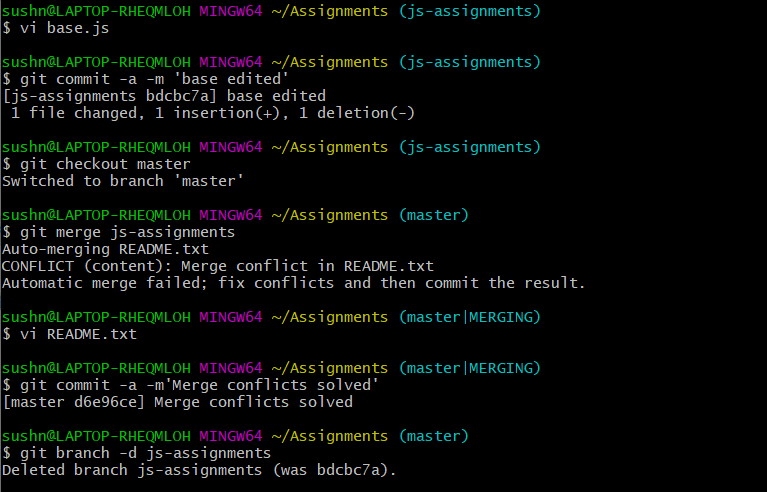 sushn@LAPTOP-RHEQMLOH MINGW64 ~/Assignments (js-assignments)
$ vi base.js
sushn@LAPTOP-RHEQMLOH MINGW64 ~/Assignments (js-assignments)
$ git commit -a -m 'base edited'
[js-assignments bdcbc7a] base edited
 1 file changed, 1 insertion(+), 1 deletion(-)
sushn@LAPTOP-RHEQMLOH MINGW64 ~/Assignments (js-assignments)
$ git checkout master
Switched to branch 'master'
sushn@LAPTOP-RHEQMLOH MINGW64 ~/Assignments (master)
$ git merge js-assignments
Auto-merging README.txt
CONFLICT (content): Merge conflict in README.txt
Automatic merge failed; fix conflicts and then commit the result.
sushn@LAPTOP-RHEQMLOH MINGW64 ~/Assignments (master|MERGING)
$ vi README.txt
sushn@LAPTOP-RHEQMLOH MINGW64 ~/Assignments (master|MERGING)
$ git commit -a -m'Merge conflicts solved'
[master d6e96ce] Merge conflicts solved
sushn@LAPTOP-RHEQMLOH MINGW64 ~/Assignments (master)
$ git branch -d js-assignments
Deleted branch js-assignments (was bdcbc7a).